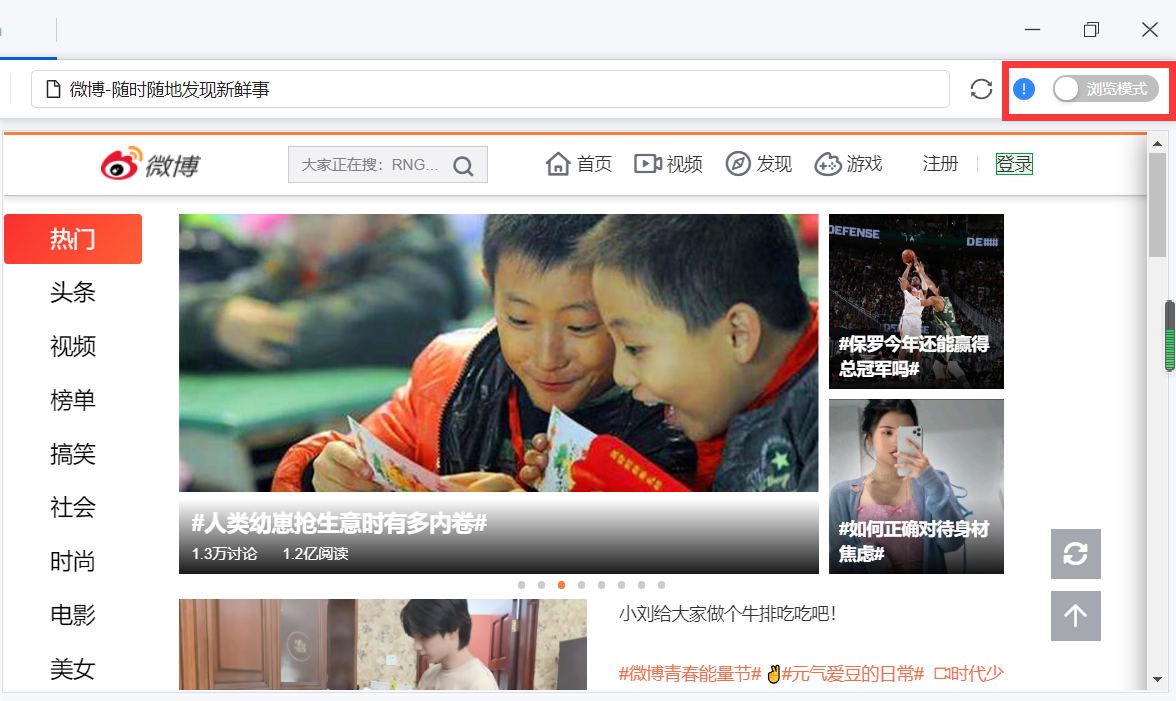 微博-随时随地发现新鲜事
!
浏览模式
微博
大家正在搜：RNG...
首页
视频
发现
游戏
注册
登录
热门
头条
视频
榜单
搞笑
社会
时尚
电影
美女
#人类幼崽抢生意时有多内卷#
1.3万讨论 1.2亿阅读
DEFENSE
#保罗今年还能赢得
总冠军吗#
#如何正确对待身材
焦虑#
小刘给大家做个牛排吃吃吧！
#微博青春能量节# ✌#元气爱豆的日常# 时代少